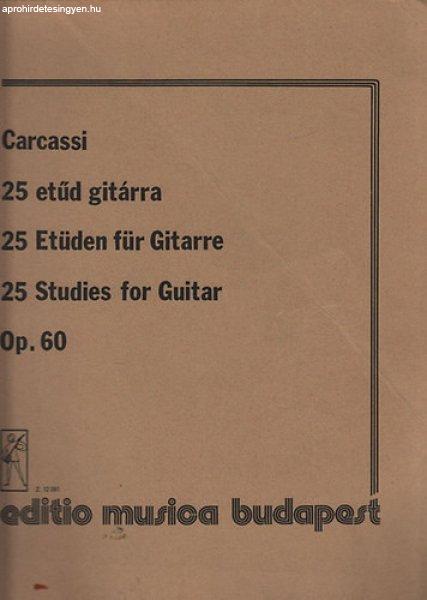 aprohirdetesingyen.hu
Carcassi
25 etűd gitárra
25 Etüden für Gitarre
25 Studies for Guitar
Op. 60
editio musica budapest